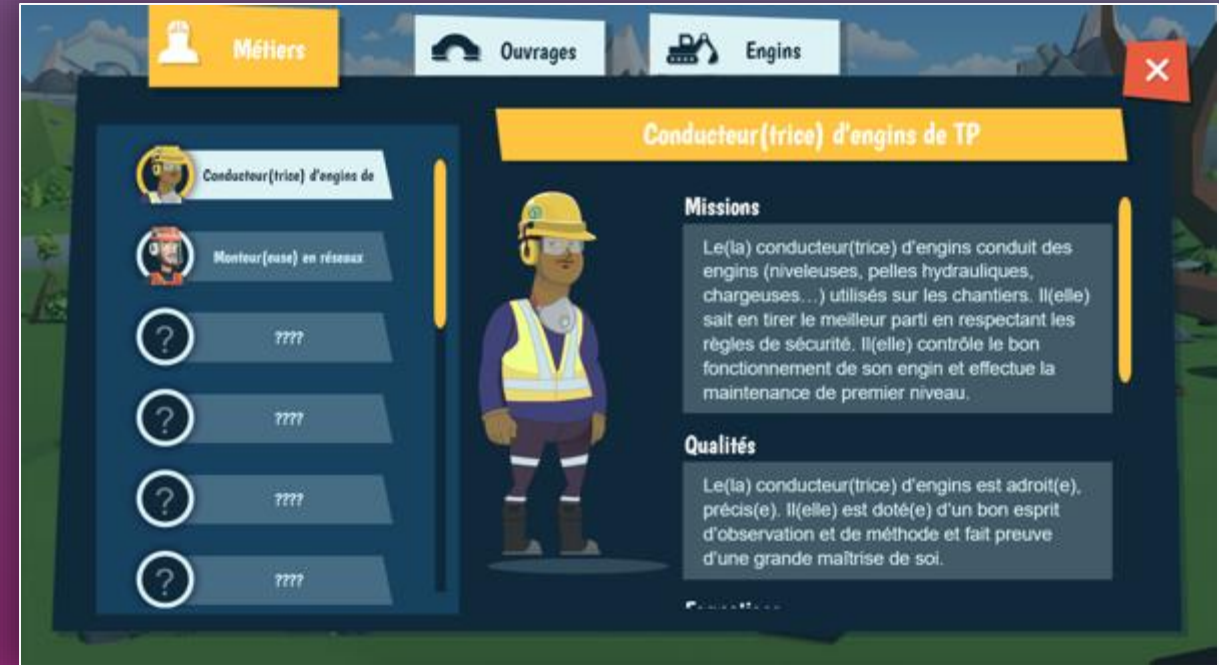 Métiers
Ouvrages
Engins
Conducteur(trice) d'engins de
Monteur(euse) en réseaux
????
????
????
????
Conducteur(trice) d'engins de TP
Missions
Le(la) conducteur(trice) d'engins conduit des
engins (niveleuses, pelles hydrauliques,
chargeuses…) utilisés sur les chantiers. Il(elle)
sait en tirer le meilleur parti en respectant les
règles de sécurité. Il(elle) contrôle le bon
fonctionnement de son engin et effectue la
maintenance de premier niveau.
Qualités
Le(la) conducteur(trice) d'engins est adroit(e),
précis(e). Il(elle) est doté(e) d'un bon esprit
d'observation et de méthode et fait preuve
d'une grande maîtrise de soi.